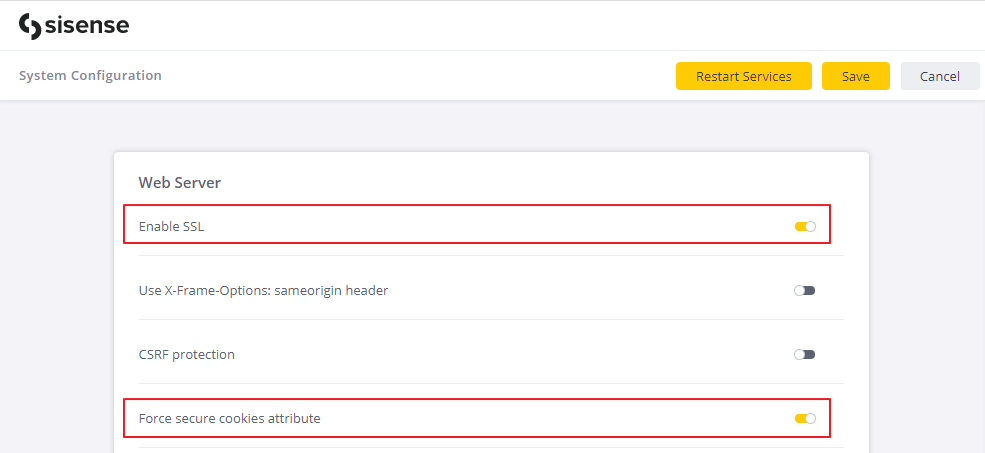 sisense
System Configuration
Restart Services
Save
Cancel
Web Server
Enable SSL
Use X-Frame-Options: sameorigin header
CSRF protection
Force secure cookies attribute